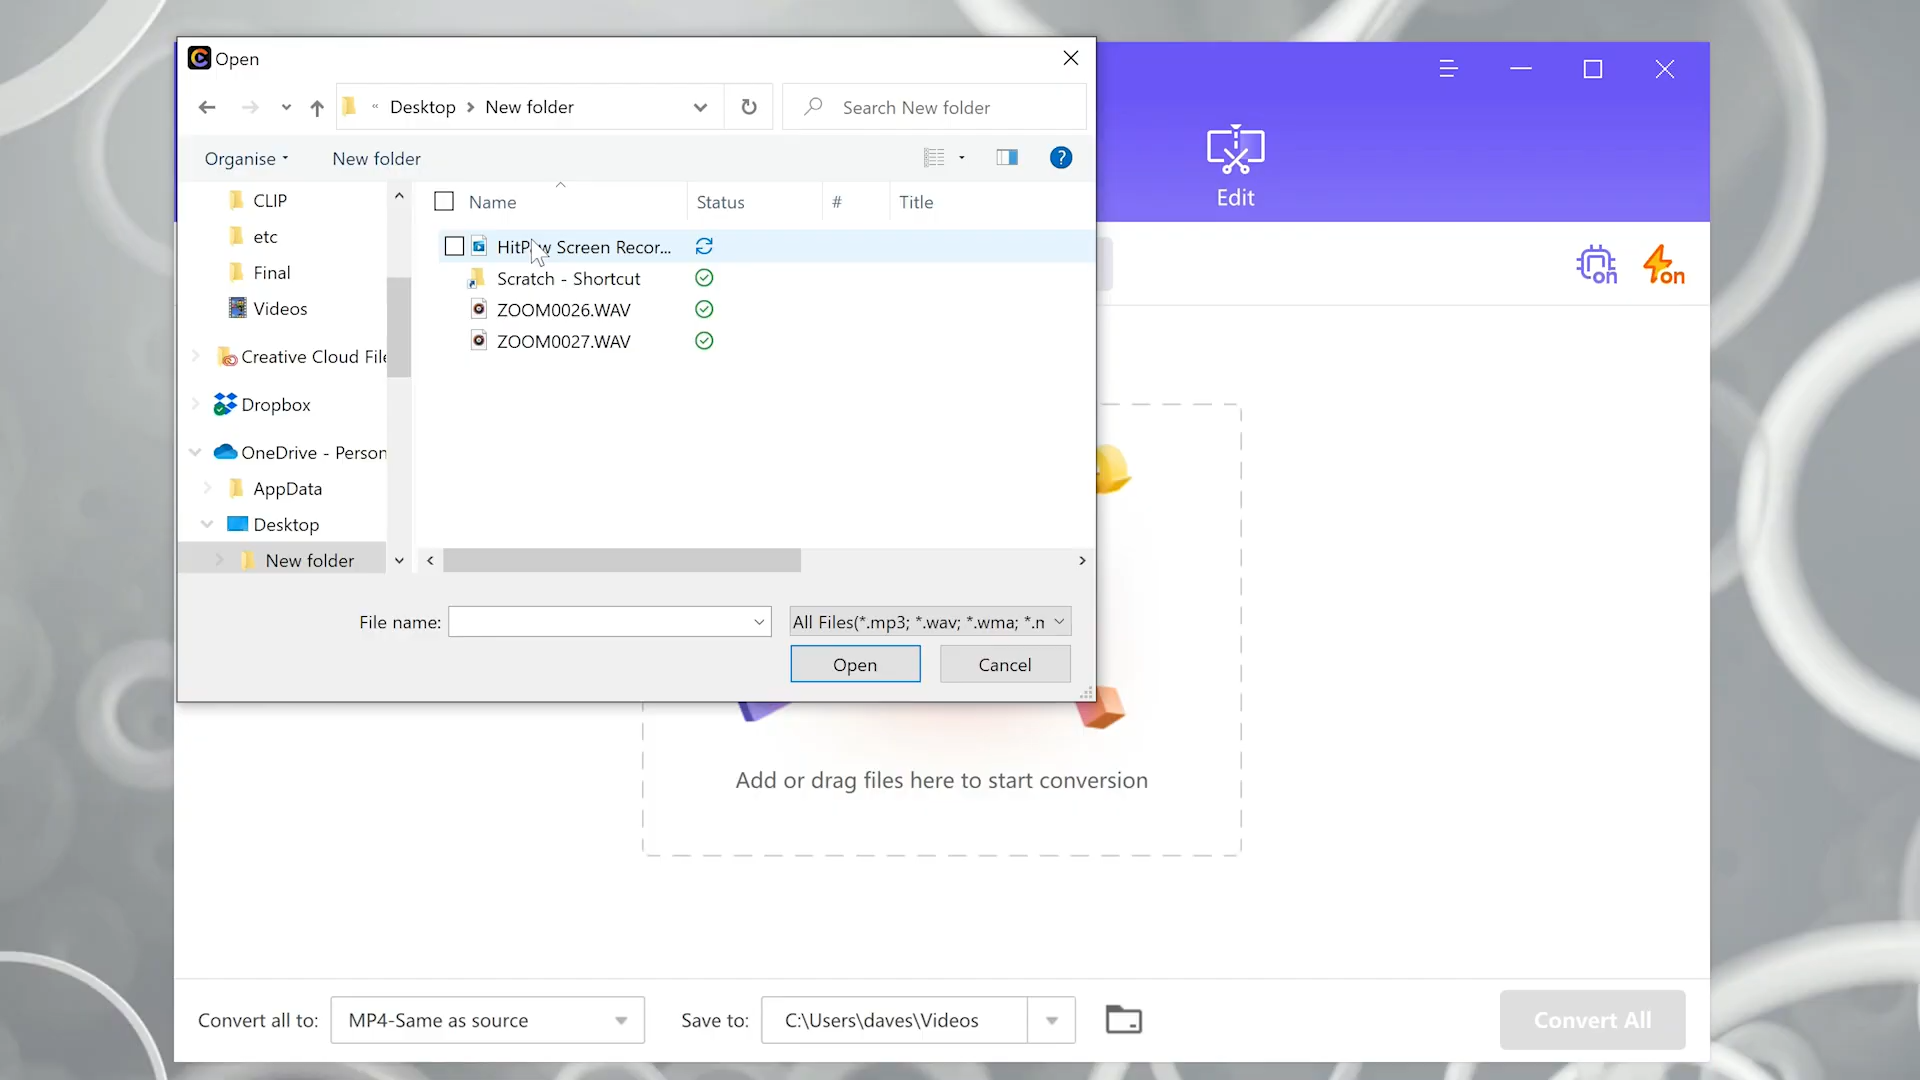 Open
« Desktop > New folder
Search New folder
Organise
New folder
?
Edit
CLIP
etc
Final
Videos
Creative Cloud File
Dropbox
OneDrive - Person
AppData
Desktop
New folder
Name
Status
#
Title
HitPaw Screen Recor...
Scratch - Shortcut
ZOOM0026.WAV
ZOOM0027.WAV
on
on
File name:
All Files(*.mp3; *.wav; *.wma; *.n
Open
Cancel
Add or drag files here to start conversion
Convert all to:
MP4-Same as source
Save to:
C:\Users\daves\Videos
Convert All